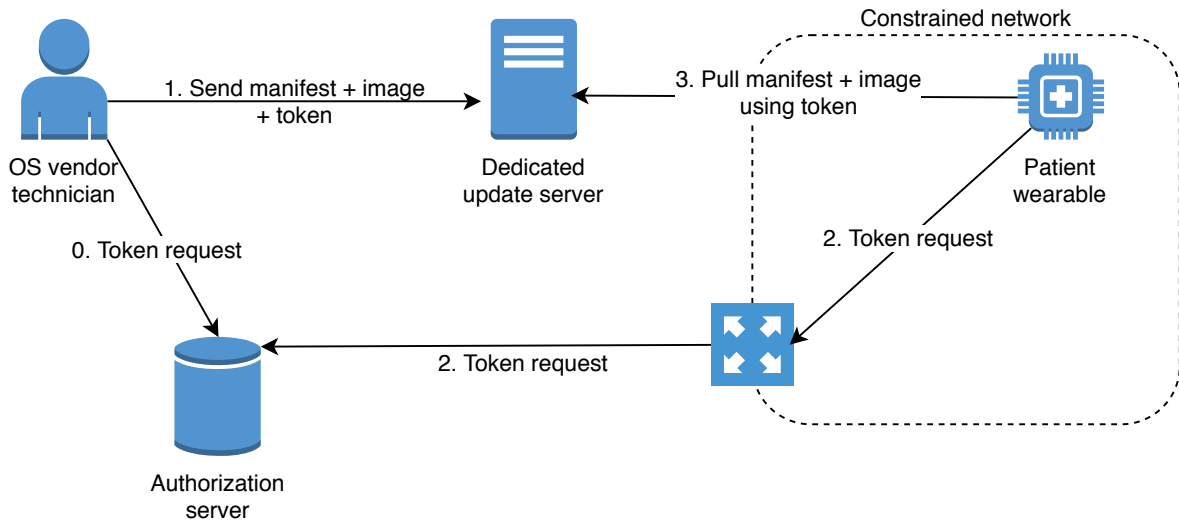 Constrained network
1. Send manifest + image
+ token
3. Pull manifest + image
using token
OS vendor
technician
Dedicated
update server
Patient
wearable
0. Token request
2. Token request
2. Token request
Authorization
server